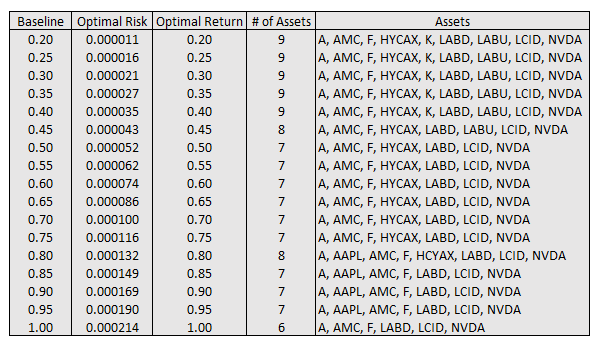 Baseline Optimal Risk Optimal Return # of Assets Assets
0.20 0.000011 0.20 9 A, AMC, F, HYCAX, K, LABD, LABU, LCID, NVDA
0.25 0.000016 0.25 9 A, AMC, F, HYCAX, K, LABD, LABU, LCID, NVDA
0.30 0.000021 0.30 9 A, AMC, F, HYCAX, K, LABD, LABU, LCID, NVDA
0.35 0.000027 0.35 9 A, AMC, F, HYCAX, K, LABD, LABU, LCID, NVDA
0.40 0.000035 0.40 9 A, AMC, F, HYCAX, K, LABD, LABU, LCID, NVDA
0.45 0.000043 0.45 8 A, AMC, F, HYCAX, LABD, LABU, LCID, NVDA
0.50 0.000052 0.50 7 A, AMC, F, HYCAX, LABD, LCID, NVDA
0.55 0.000062 0.55 7 A, AMC, F, HYCAX, LABD, LCID, NVDA
0.60 0.000074 0.60 7 A, AMC, F, HYCAX, LABD, LCID, NVDA
0.65 0.000086 0.65 7 A, AMC, F, HYCAX, LABD, LCID, NVDA
0.70 0.000100 0.70 7 A, AMC, F, HYCAX, LABD, LCID, NVDA
0.75 0.000116 0.75 7 A, AMC, F, HYCAX, LABD, LCID, NVDA
0.80 0.000132 0.80 8 A, AAPL, AMC, F, HCYAX, LABD, LCID, NVDA
0.85 0.000149 0.85 7 A, AAPL, AMC, F, LABD, LCID, NVDA
0.90 0.000169 0.90 7 A, AAPL, AMC, F, LABD, LCID, NVDA
0.95 0.000190 0.95 7 A, AAPL, AMC, F, LABD, LCID, NVDA
1.00 0.000214 1.00 6 A, AMC, F, LABD, LCID, NVDA